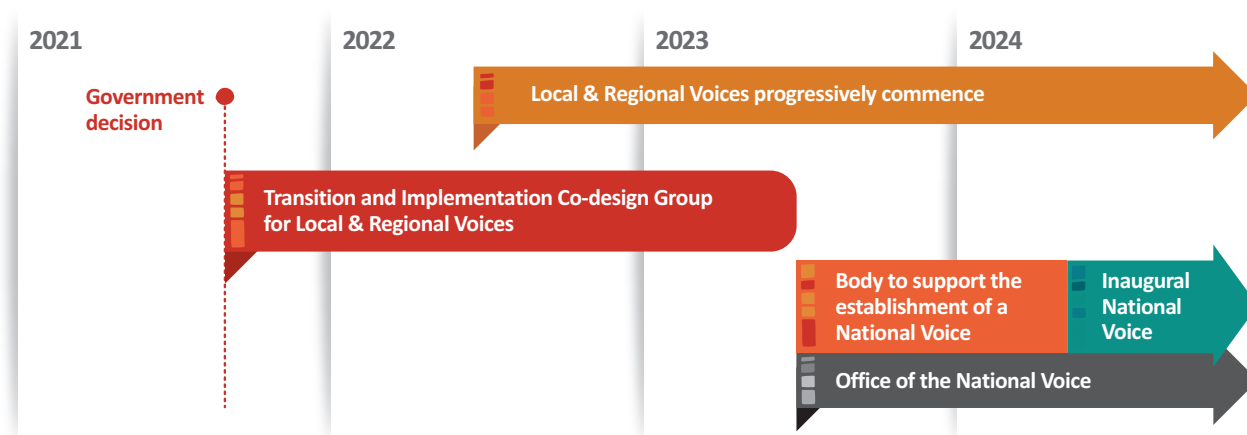 2021
2022
2023
2024
Local & Regional Voices progressively commence
Government
decision
Transition and Implementation Co-design Group
for Local & Regional Voices
Body to support the
establishment of a
National Voice
Inaugural
National
Voice
Office of the National Voice